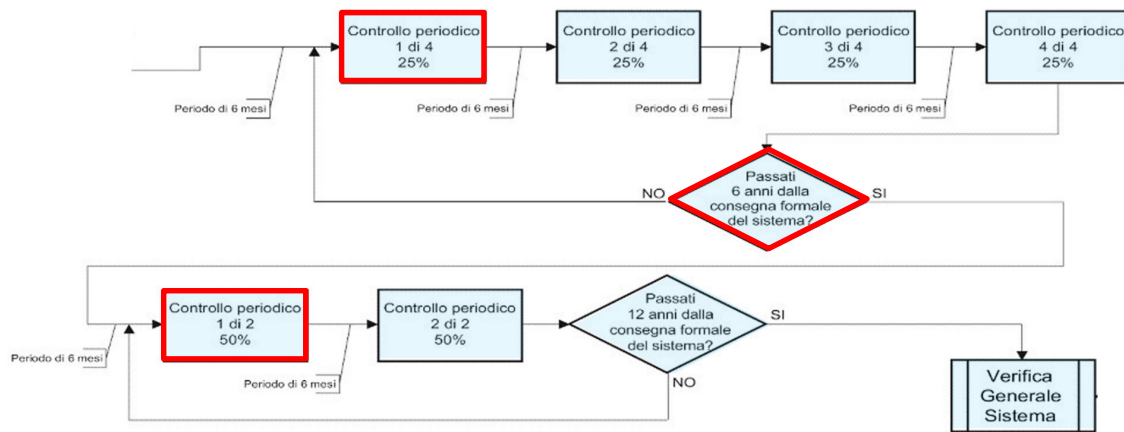 Controllo periodico
1 di 4
25%
Controllo periodico
2 di 4
25%
Controllo periodico
3 di 4
25%
Controllo periodico
4 di 4
25%
Periodo di 6 mesi
Periodo di 6 mesi
Periodo di 6 mesi
Periodo di 6 mesi
Passati
6 anni dalla
consegna formale
del sistema?
NO
SI
Controllo periodico
1 di 2
50%
Controllo periodico
2 di 2
50%
Passati
12 anni dalla
consegna formale
del sistema?
SI
NO
Periodo di 6 mesi
Periodo di 6 mesi
Verifica
Generale
Sistema